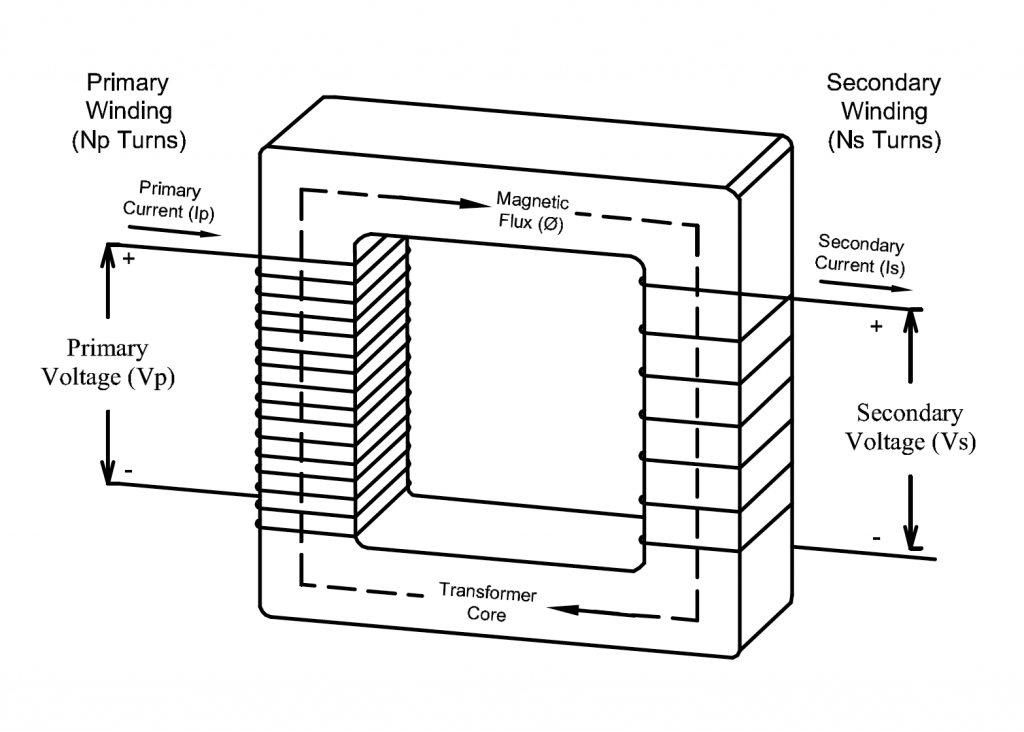 Primary
Winding
(Np Turns)
Secondary
Winding
(Ns Turns)
Primary
Current (Ip)
Magnetic
Flux (Ø)
Secondary
Current (Is)
+
+
Primary
Voltage (Vp)
Secondary
Voltage (Vs)
-
-
Transformer
Core